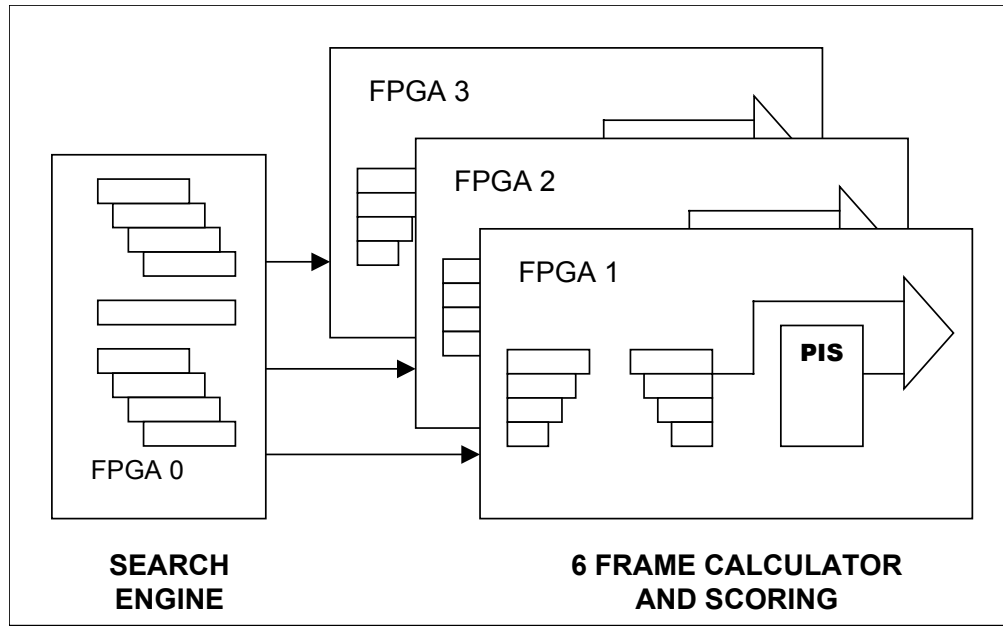 FPGA 3
FPGA 2
FPGA 1
PIS
FPGA 0
SEARCH
ENGINE
6 FRAME CALCULATOR
AND SCORING